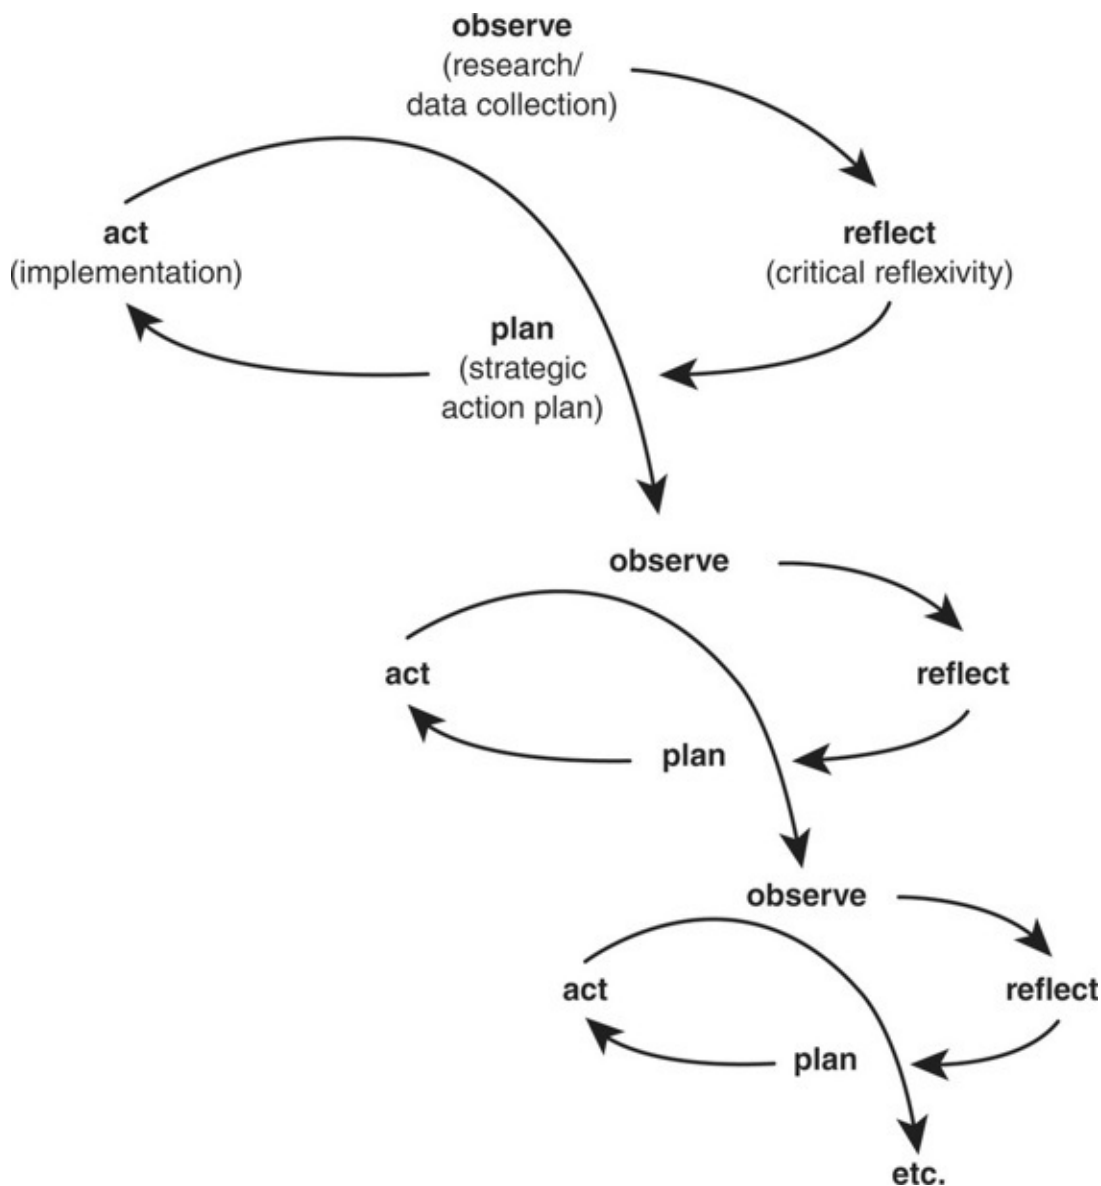 observe
(research/
data collection)
act
(implementation)
reflect
(critical reflexivity)
plan
(strategic
action plan)
observe
act
reflect
plan
observe
act
reflect
plan
etc.